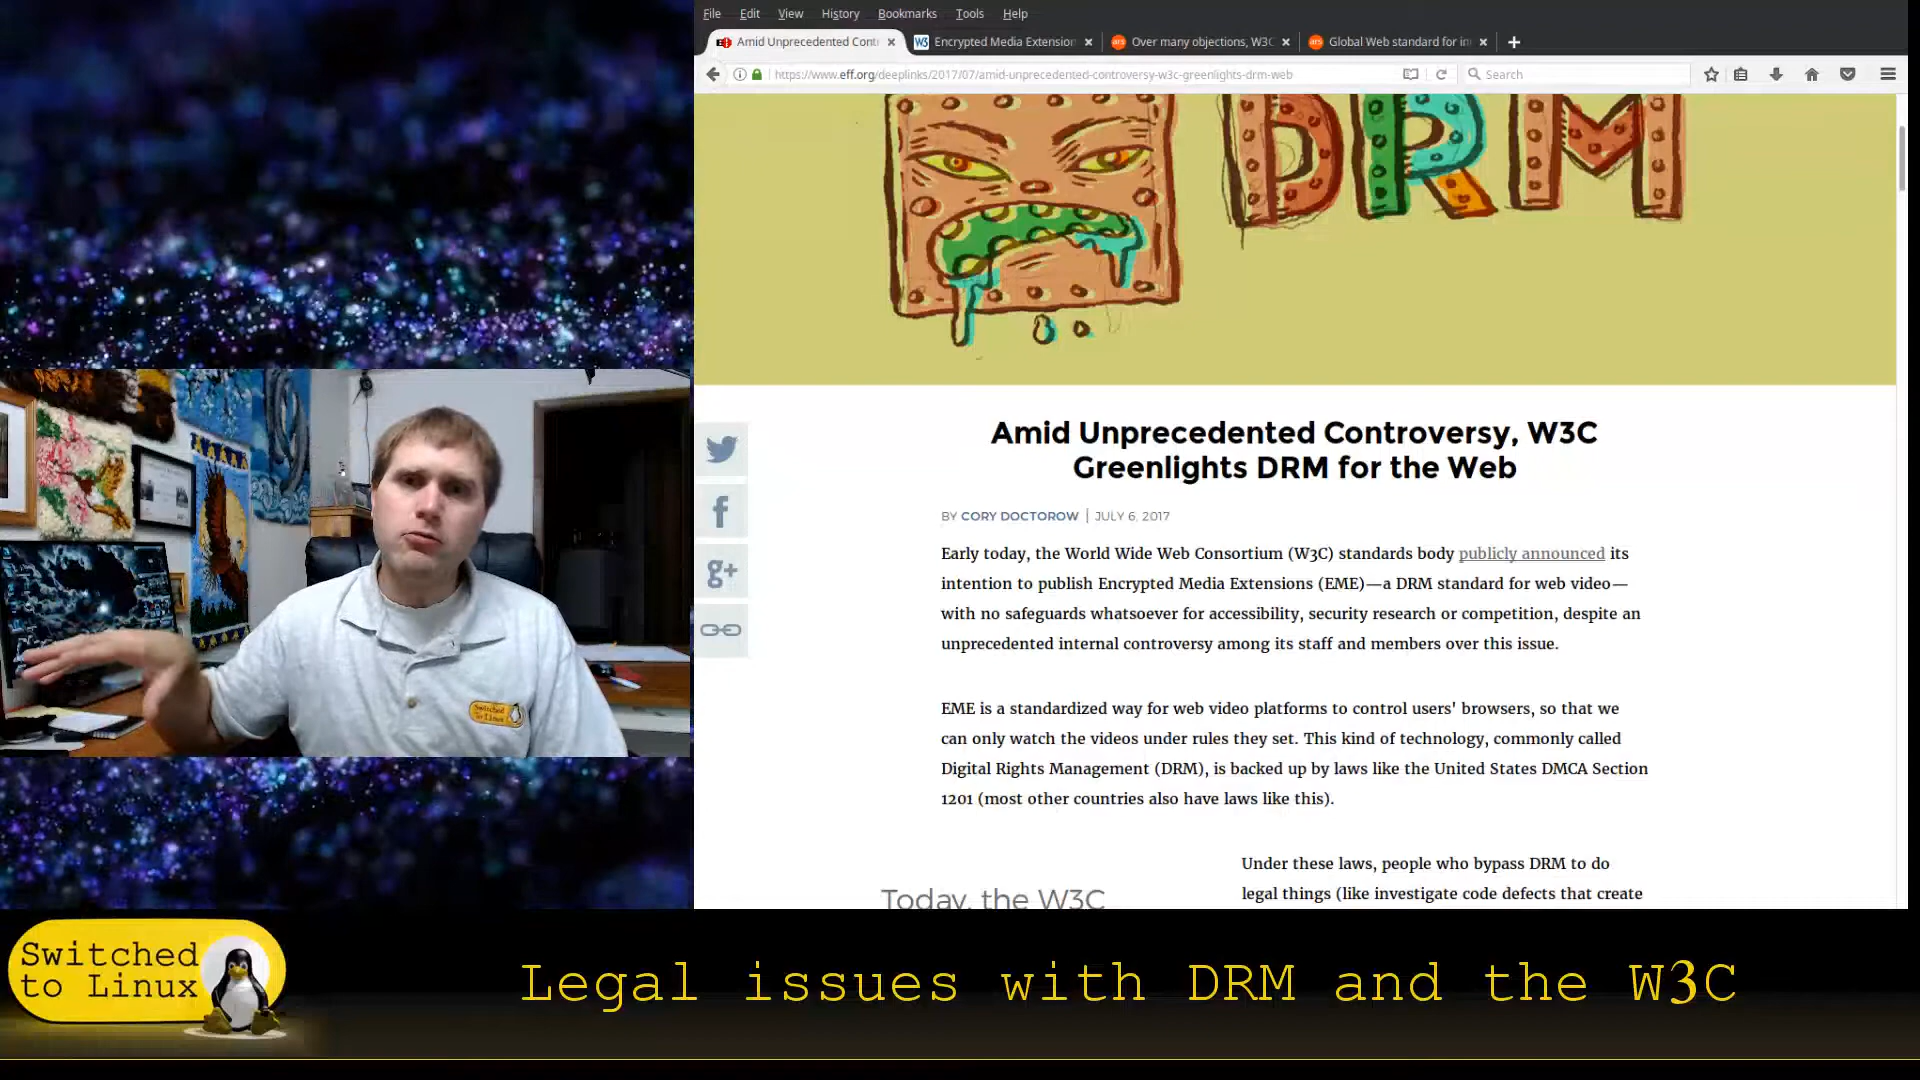 File Edit View History Bookmarks Tools Help
Amid Unprecedented Cont
Encrypted Media Extension
Over many objections, W3C
Global Web standard for in
https://www.eff.org/deeplinks/2017/07/amid-unprecedented-controversy-w3c-greenlights-drm-web
Search
DRM
Amid Unprecedented Controversy, W3C
Greenlights DRM for the Web
BY CORY DOCTOROW | JULY 6, 2017
Early today, the World Wide Web Consortium (W3C) standards body publicly announced its
intention to publish Encrypted Media Extensions (EME)—a DRM standard for web video—
with no safeguards whatsoever for accessibility, security research or competition, despite an
unprecedented internal controversy among its staff and members over this issue.
EME is a standardized way for web video platforms to control users' browsers, so that we
can only watch the videos under rules they set. This kind of technology, commonly called
Digital Rights Management (DRM), is backed up by laws like the United States DMCA Section
1201 (most other countries also have laws like this).
Under these laws, people who bypass DRM to do
legal things (like investigate code defects that create
Today, the W3C
g+
Switched
to Linux
Switched
to Linux
Legal issues with DRM and the W3C